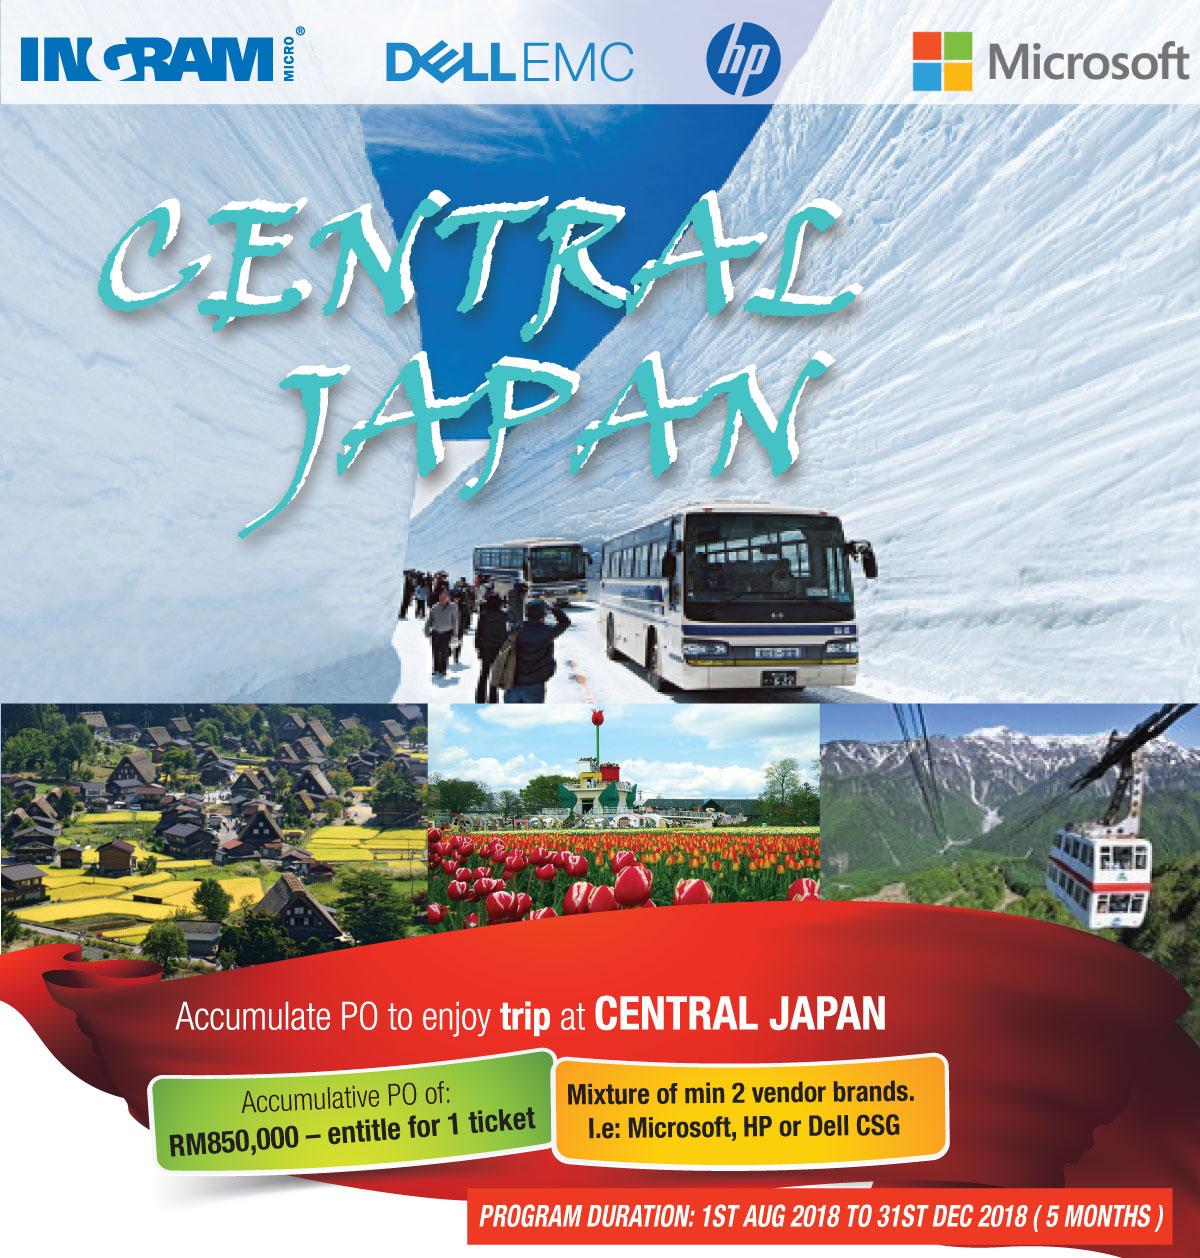 INGRAM MICRO®
DELLEMC
hp
Microsoft
CENTRAL
JAPAN
Accumulate PO to enjoy trip at CENTRAL JAPAN
Accumulative PO of:
RM850,000 – entitle for 1 ticket
Mixture of min 2 vendor brands.
I.e: Microsoft, HP or Dell CSG
PROGRAM DURATION: 1ST AUG 2018 TO 31ST DEC 2018 ( 5 MONTHS )